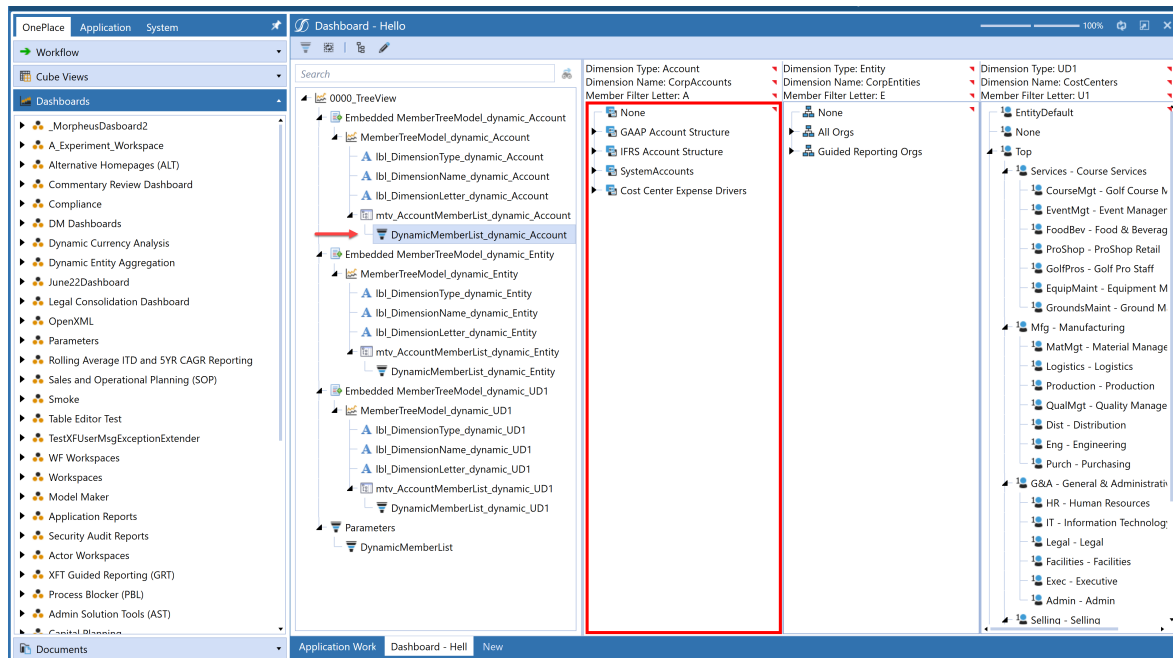 OnePlace Application System
Workflow
Cube Views
Dashboards
_MorpheusDasboard2
A_Experiment_Workspace
Alternative Homepages (ALT)
Commentary Review Dashboard
Compliance
DM Dashboards
Dynamic Currency Analysis
Dynamic Entity Aggregation
June22Dashboard
Legal Consolidation Dashboard
OpenXML
Parameters
Rolling Average ITD and 5YR CAGR Reporting
Sales and Operational Planning (SOP)
Smoke
Table Editor Test
TestXFUserMsgExceptionExtender
WF Workspaces
Workspaces
Model Maker
Application Reports
Security Audit Reports
Actor Workspaces
XFT Guided Reporting (GRT)
Process Blocker (PBL)
Admin Solution Tools (AST)
Capital Planning
Documents
Dashboard - Hello
100%
Search
0000_TreeView
Embedded MemberTreeModel_dynamic_Account
MemberTreeModel_dynamic_Account
lbl_DimensionType_dynamic_Account
lbl_DimensionName_dynamic_Account
lbl_DimensionLetter_dynamic_Account
mtv_AccountMemberList_dynamic_Account
DynamicMemberList_dynamic_Account
Embedded MemberTreeModel_dynamic_Entity
MemberTreeModel_dynamic_Entity
lbl_DimensionType_dynamic_Entity
lbl_DimensionName_dynamic_Entity
lbl_DimensionLetter_dynamic_Entity
mtv_AccountMemberList_dynamic_Entity
DynamicMemberList_dynamic_Entity
Embedded MemberTreeModel_dynamic_UD1
MemberTreeModel_dynamic_UD1
lbl_DimensionType_dynamic_UD1
lbl_DimensionName_dynamic_UD1
lbl_DimensionLetter_dynamic_UD1
mtv_AccountMemberList_dynamic_UD1
DynamicMemberList_dynamic_UD1
Parameters
DynamicMemberList
Dimension Type: Account
Dimension Name: CorpAccounts
Member Filter Letter: A
None
GAAP Account Structure
IFRS Account Structure
SystemAccounts
Cost Center Expense Drivers
Dimension Type: Entity
Dimension Name: CorpEntities
Member Filter Letter: E
None
All Orgs
Guided Reporting Orgs
Dimension Type: UD1
Dimension Name: CostCenters
Member Filter Letter: U1
EntityDefault
None
Top
Services - Course Services
CourseMgt - Golf Course M
EventMgt - Event Manager
FoodBev - Food & Beverag
ProShop - ProShop Retail
GolfPros - Golf Pro Staff
EquipMaint - Equipment M
GroundsMaint - Ground M
Mfg - Manufacturing
MatMgt - Material Manage
Logistics - Logistics
Production - Production
QualMgt - Quality Manage
Dist - Distribution
Eng - Engineering
Purch - Purchasing
G&A - General & Administrativ
HR - Human Resources
IT - Information Technology
Legal - Legal
Facilities - Facilities
Exec - Executive
Admin - Admin
Selling - Selling
Application Work Dashboard - Hell New